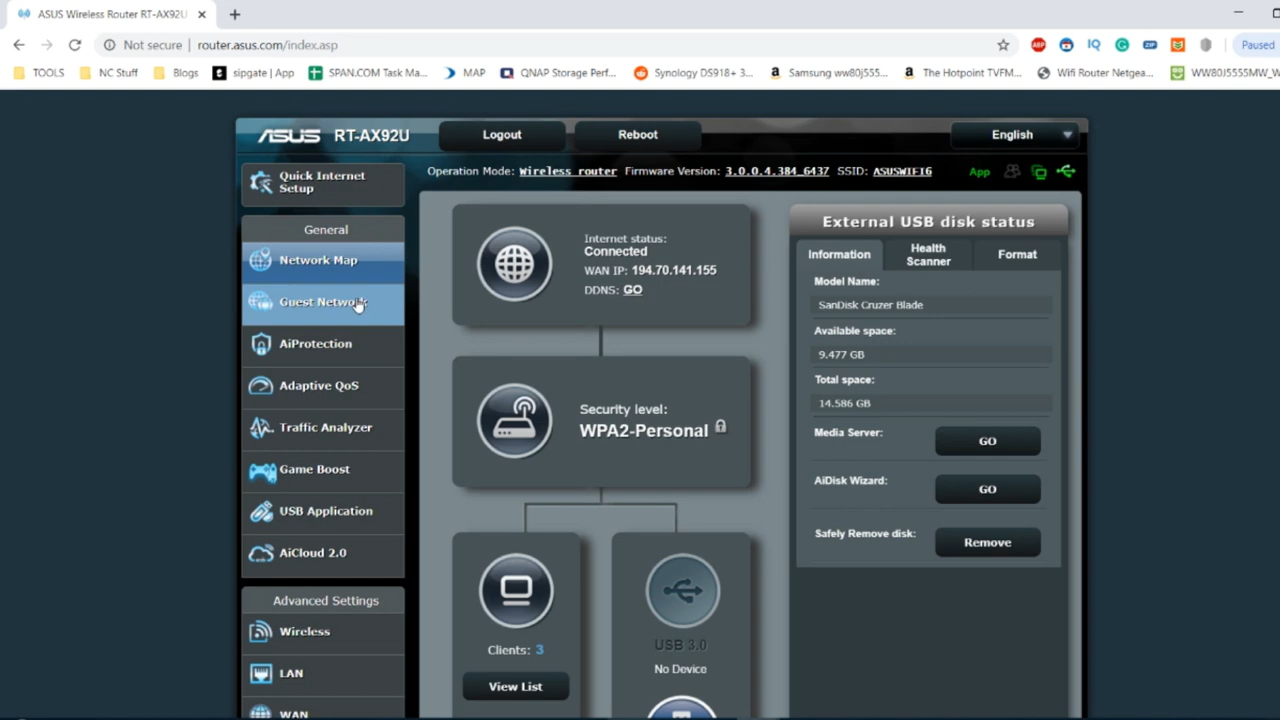 ASUS Wireless Router RT-AX92U
Not secure
router.asus.com/index.asp
ABP
IQ
G
ZIP
Paused
TOOLS
NC Stuff
Blogs
sipgate | App
SPAN.COM Task Ma...
MAP
QNAP Storage Perf...
Synology DS918+ 3...
Samsung ww80j555...
The Hotpoint TVFM...
Wifi Router Netgea...
WW80J5555MW_W
ASUS RT-AX92U
Logout
Reboot
English
Quick Internet
Setup
Operation Mode: Wireless router Firmware Version: 3.0.0.4.384_6437 SSID: ASUSWIFI6
App
General
Network Map
Guest Network
AiProtection
Adaptive QoS
Traffic Analyzer
Game Boost
USB Application
AiCloud 2.0
Advanced Settings
Wireless
LAN
WAN
Internet status:
Connected
WAN IP: 194.70.141.155
DDNS: GO
Security level:
WPA2-Personal
Clients: 3
View List
USB 3.0
No Device
External USB disk status
Information
Health
Scanner
Format
Model Name:
SanDisk Cruzer Blade
Available space:
9.477 GB
Total space:
14.586 GB
Media Server:
GO
AiDisk Wizard:
GO
Safely Remove disk:
Remove